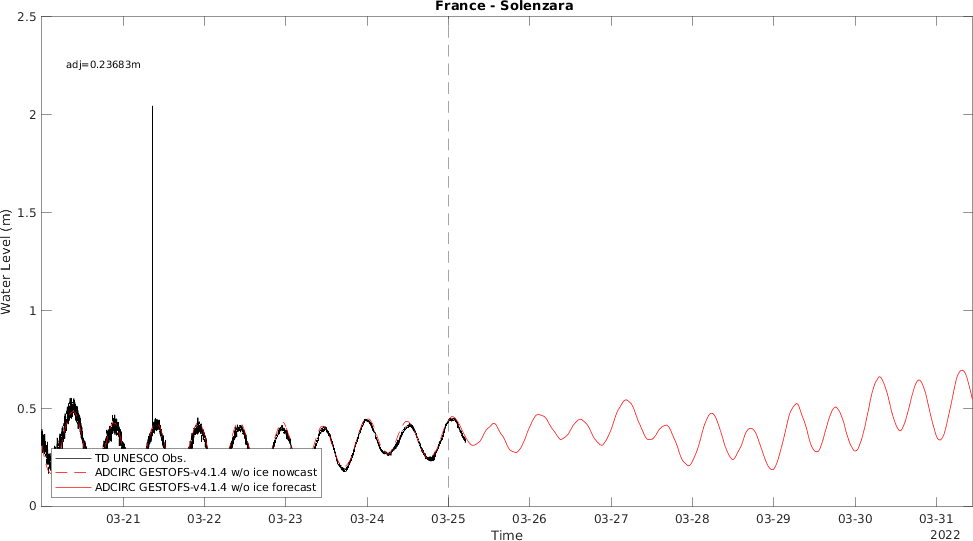 France - Solenzara
adj=0.23683m
2.5
2
1.5
1
0.5
0
Water Level (m)
TD UNESCO Obs.
ADCIRC GESTOFS-v4.1.4 w/o ice nowcast
ADCIRC GESTOFS-v4.1.4 w/o ice forecast
03-21 03-22 03-23 03-24 03-25 03-26 03-27 03-28 03-29 03-30 03-31
Time
2022